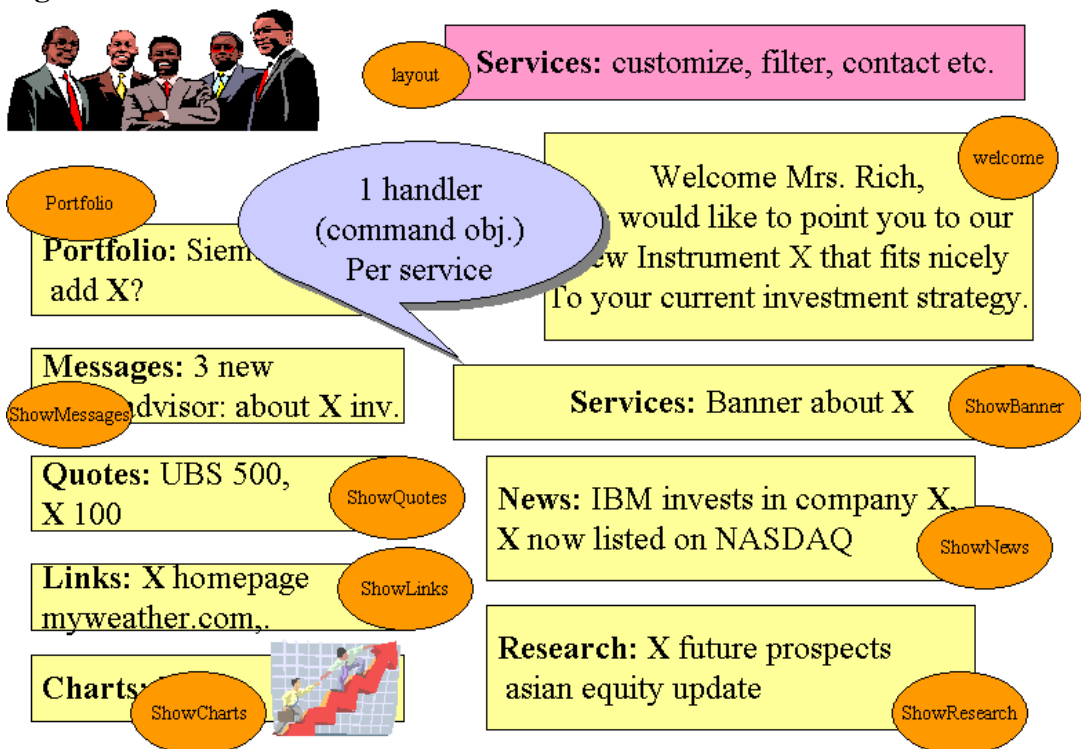 layout
Services: customize, filter, contact etc.
welcome
Welcome Mrs. Rich,
would like to point you to our
ew Instrument X that fits nicely
To your current investment strategy.
1 handler
(command obj.)
Per service
Portfolio
Portfolio: Siem
add X?
Messages: 3 new
dvisor: about X inv.
ShowMessages
Services: Banner about X
ShowBanner
Quotes: UBS 500,
X 100
ShowQuotes
News: IBM invests in company X,
X now listed on NASDAQ
ShowNews
Links: X homepage
myweather.com,.
ShowLinks
Research: X future prospects
asian equity update
ShowResearch
Charts:
ShowCharts